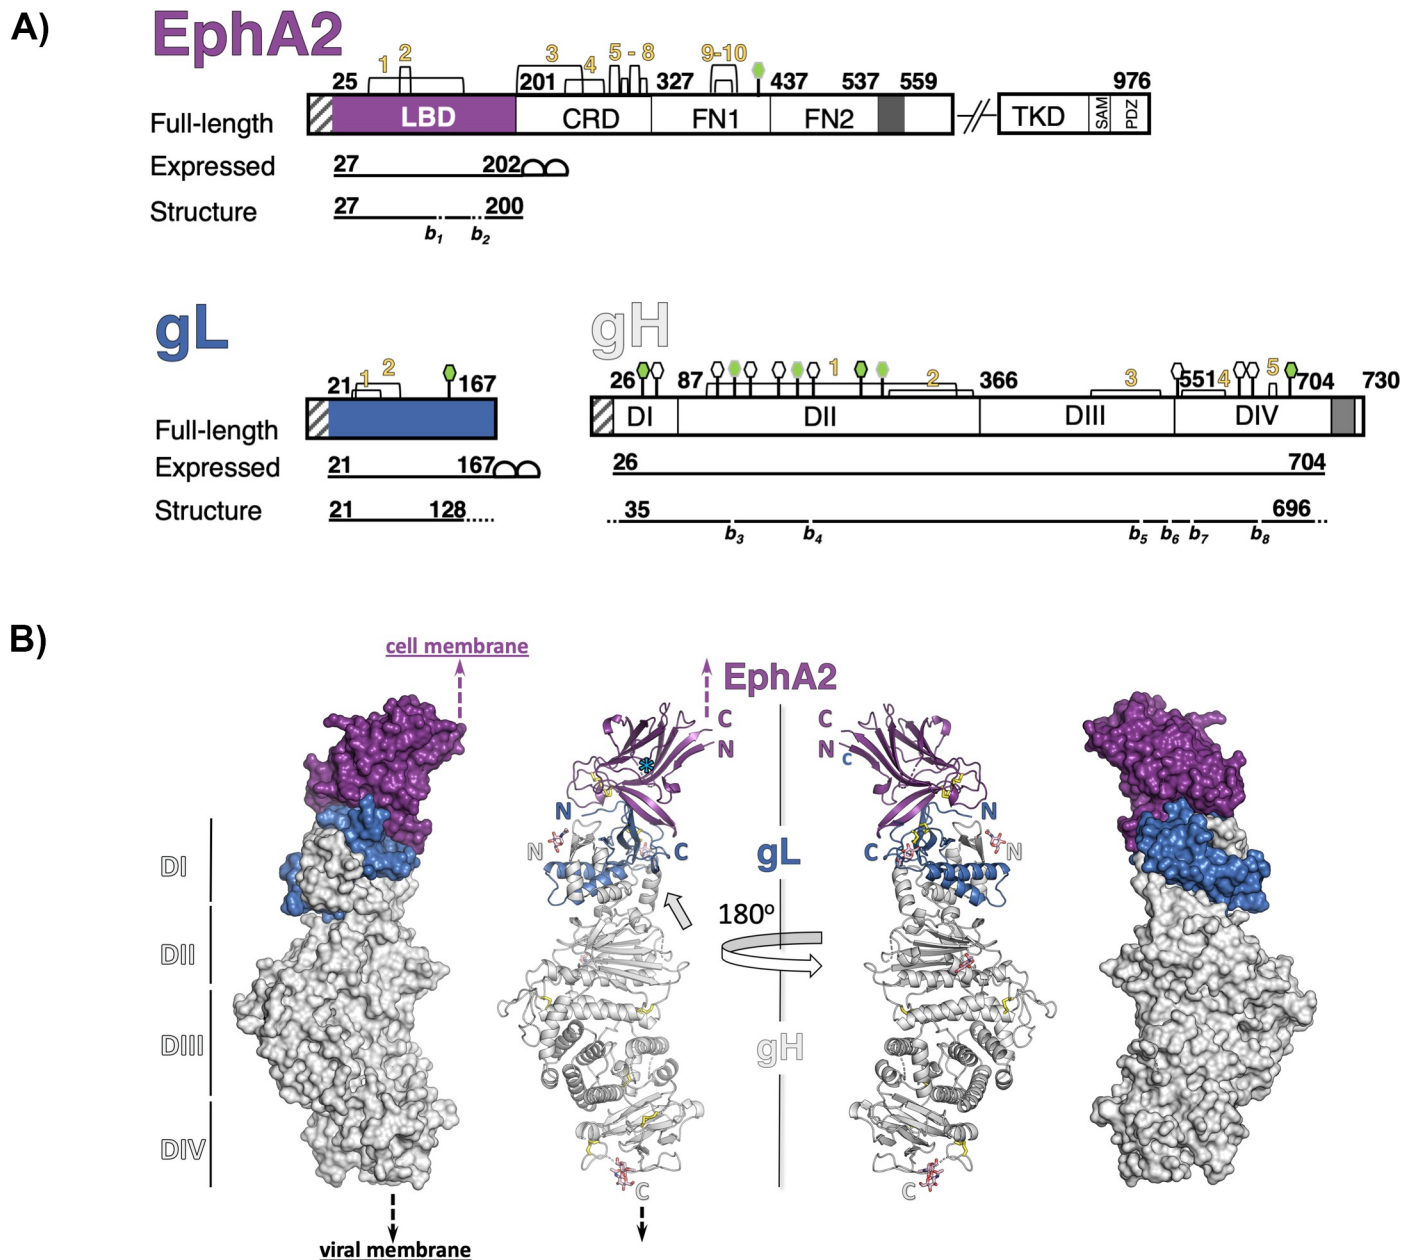 A)
EphA2
1 2 3 4 5 - 8 9-10
25 201 327 437 537 559 976
Full-length LBD CRD FN1 FN2 TKD SAM PDZ
Expressed 27 202
Structure 27 200
b1 b2
gL gH
1 2 1 2 3 4 5
21 167 26 87 366 551 704 730
Full-length DI DII DIII DIV
Expressed 21 167 26 704
Structure 21 128 35 696
b3 b4 b5 b6 b7 b8
B)
cell membrane
EphA2
C C
N N c
*
N N
DI N C gL C N
180o
DII
DIII gH
DIV
C C
viral membrane